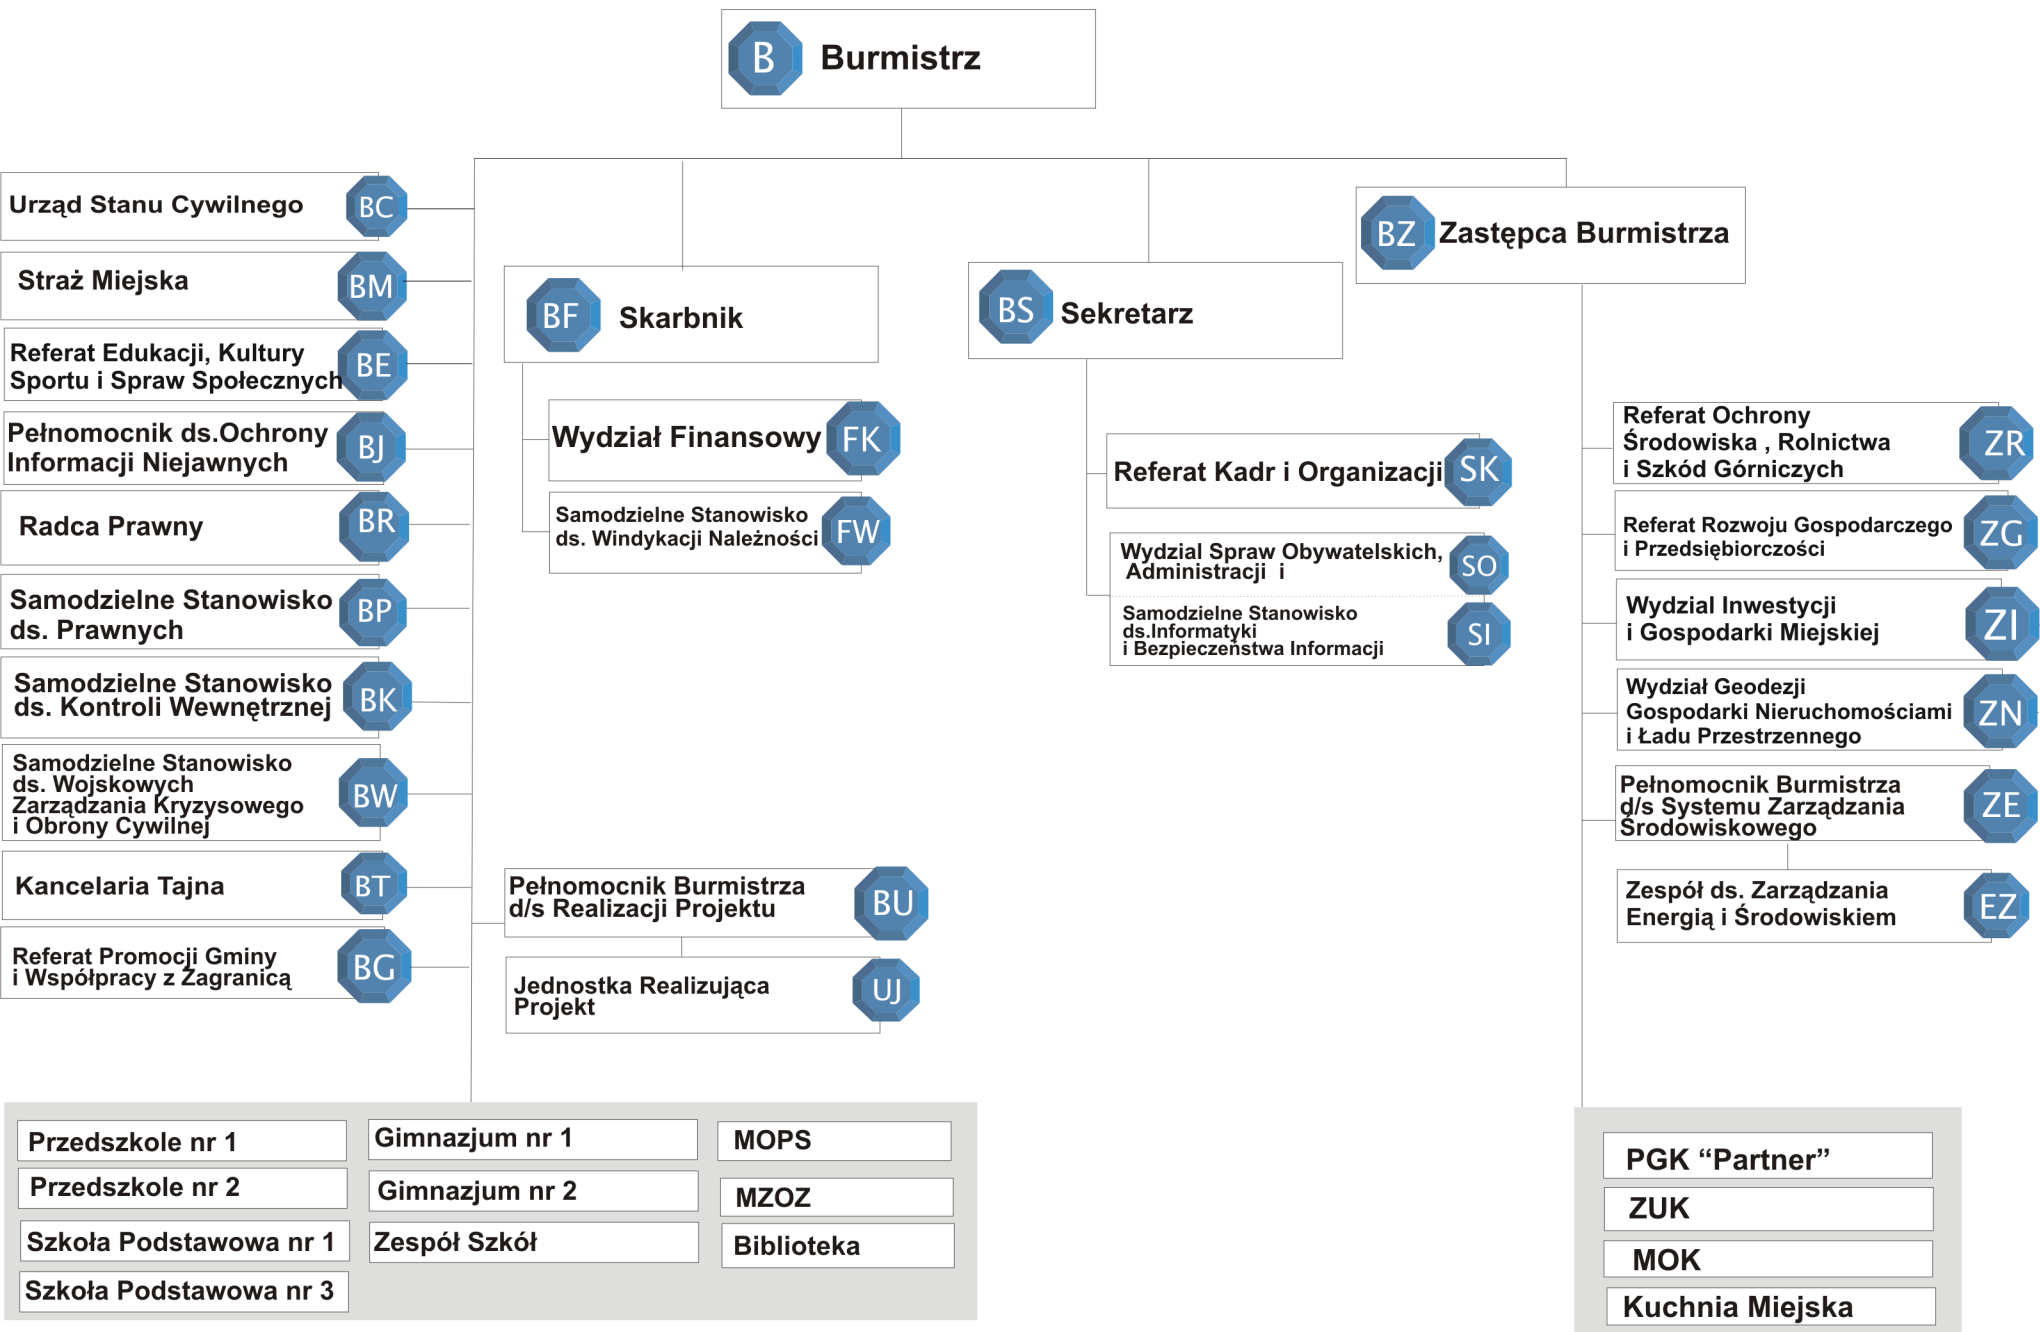 B
Burmistrz
Urząd Stanu Cywilnego
BC
Straż Miejska
BM
Referat Edukacji, Kultury
Sportu i Spraw Społecznych
BE
Pełnomocnik ds.Ochrony
Informacji Niejawnych
BJ
Radca Prawny
BR
Samodzielne Stanowisko
ds. Prawnych
BP
Samodzielne Stanowisko
ds. Kontroli Wewnętrznej
BK
Samodzielne Stanowisko
ds. Wojskowych
Zarządzania Kryzysowego
i Obrony Cywilnej
BW
Kancelaria Tajna
BT
Referat Promocji Gminy
i Współpracy z Zagranicą
BG
BF
Skarbnik
Wydział Finansowy
FK
Samodzielne Stanowisko
ds. Windykacji Należności
FW
Pełnomocnik Burmistrza
d/s Realizacji Projektu
BU
Jednostka Realizująca
Projekt
UJ
BS
Sekretarz
Referat Kadr i Organizacji
SK
Wydzial Spraw Obywatelskich,
Administracji i
SO
Samodzielne Stanowisko
ds.Informatyki
i Bezpieczeństwa Informacji
SI
BZ
Zastępca Burmistrza
Referat Ochrony
Środowiska , Rolnictwa
i Szkód Górniczych
ZR
Referat Rozwoju Gospodarczego
i Przedsiębiorczości
ZG
Wydzial Inwestycji
i Gospodarki Miejskiej
ZI
Wydział Geodezji
Gospodarki Nieruchomościami
i Ładu Przestrzennego
ZN
Pełnomocnik Burmistrza
d/s Systemu Zarządzania
Środowiskowego
ZE
Zespół ds. Zarządzania
Energią i Środowiskiem
EZ
Przedszkole nr 1
Przedszkole nr 2
Szkoła Podstawowa nr 1
Szkoła Podstawowa nr 3
Gimnazjum nr 1
Gimnazjum nr 2
Zespół Szkół
MOPS
MZOZ
Biblioteka
PGK “Partner”
ZUK
MOK
Kuchnia Miejska